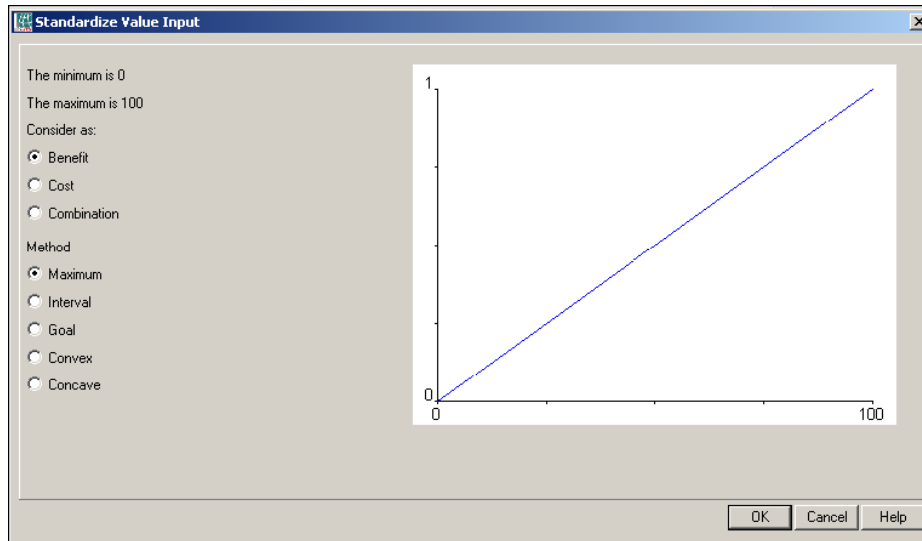 Standardize Value Input
The minimum is 0
The maximum is 100
Consider as:
Benefit
Cost
Combination
Method
Maximum
Interval
Goal
Convex
Concave
1
0
0
100
OK
Cancel
Help